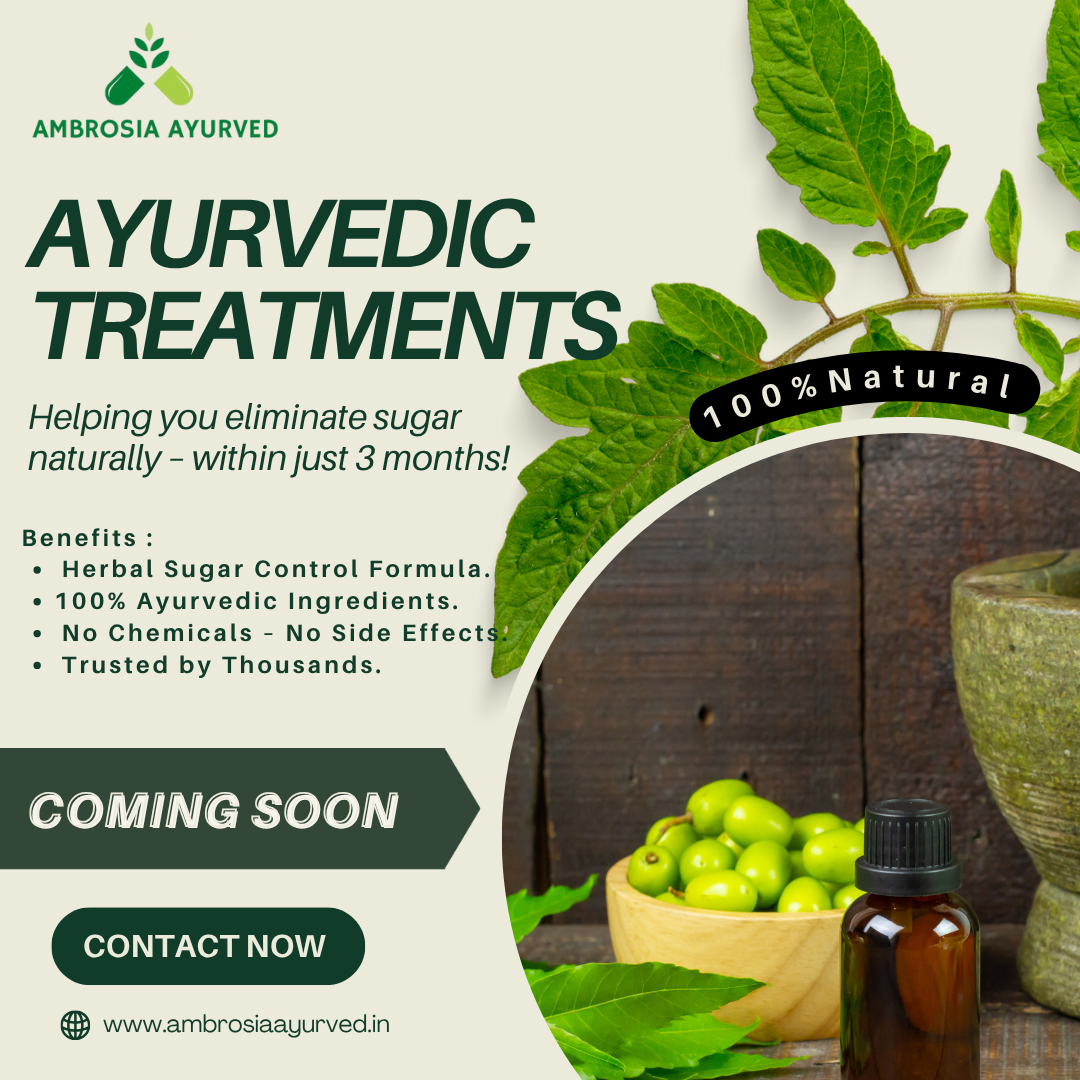 AMBROSIA AYURVED
AYURVEDIC
TREATMENTS
Helping you eliminate sugar
naturally – within just 3 months!
100%Natural
Benefits :
• Herbal Sugar Control Formula.
• 100% Ayurvedic Ingredients.
• No Chemicals – No Side Effects.
• Trusted by Thousands.
COMING SOON
CONTACT NOW
www.ambrosiaayurved.in